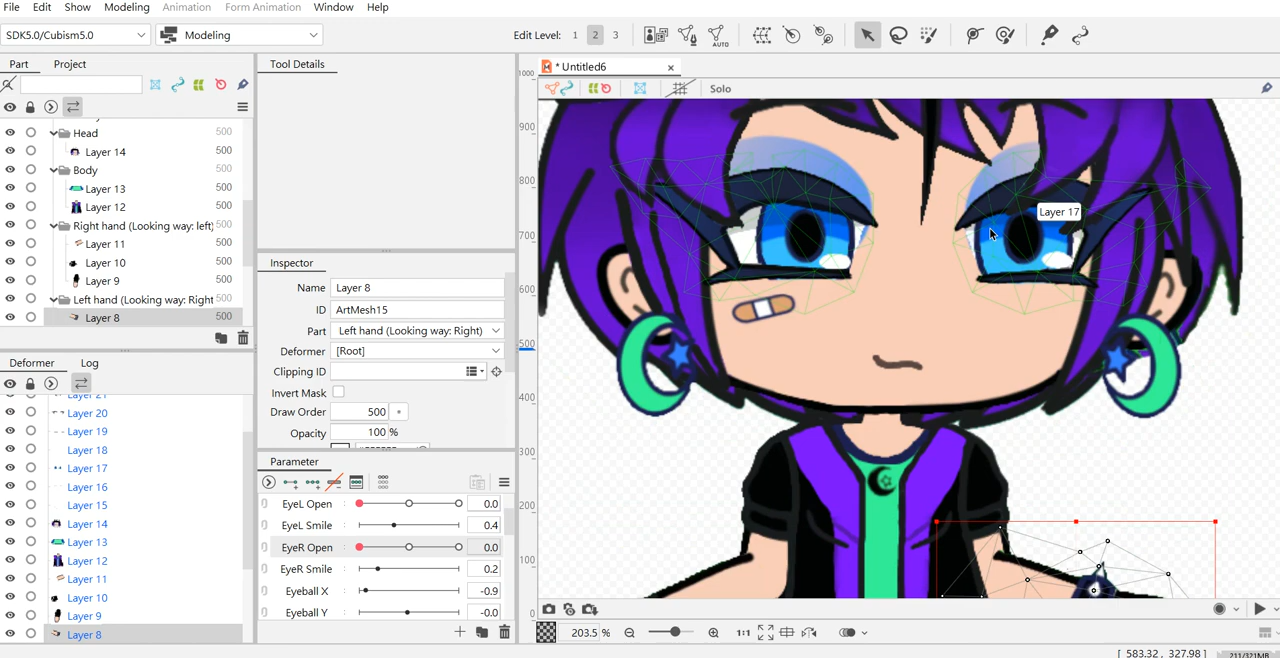 File Edit Show Modeling Animation Form Animation Window Help
SDK5.0/Cubism5.0 Modeling Edit Level: 1 2 3 AUTO
Part Project
Head 500
Layer 14 500
Body 500
Layer 13 500
Layer 12 500
Right hand (Looking way: left) 500
Layer 11 500
Layer 10 500
Layer 9 500
Left hand (Looking way: Right 500
Layer 8 500
Deformer Log
Layer 21
Layer 20
Layer 19
Layer 18
Layer 17
Layer 16
Layer 15
Layer 14
Layer 13
Layer 12
Layer 11
Layer 10
Layer 9
Layer 8
Tool Details
Inspector
Name Layer 8
ID ArtMesh15
Part Left hand (Looking way: Right)
Deformer [Root]
Clipping ID
Invert Mask
Draw Order 500
Opacity 100 %
Parameter
EyeL Open 0.0
EyeL Smile 0.4
EyeR Open 0.0
EyeR Smile 0.2
Eyeball X -0.9
Eyeball Y -0.0
* Untitled6
Solo
1000
900
800
700
600
500
400
300
200
100
0
Layer 17
203.5 % 1:1
[ 583.32, 327.98 ] 211/321MB